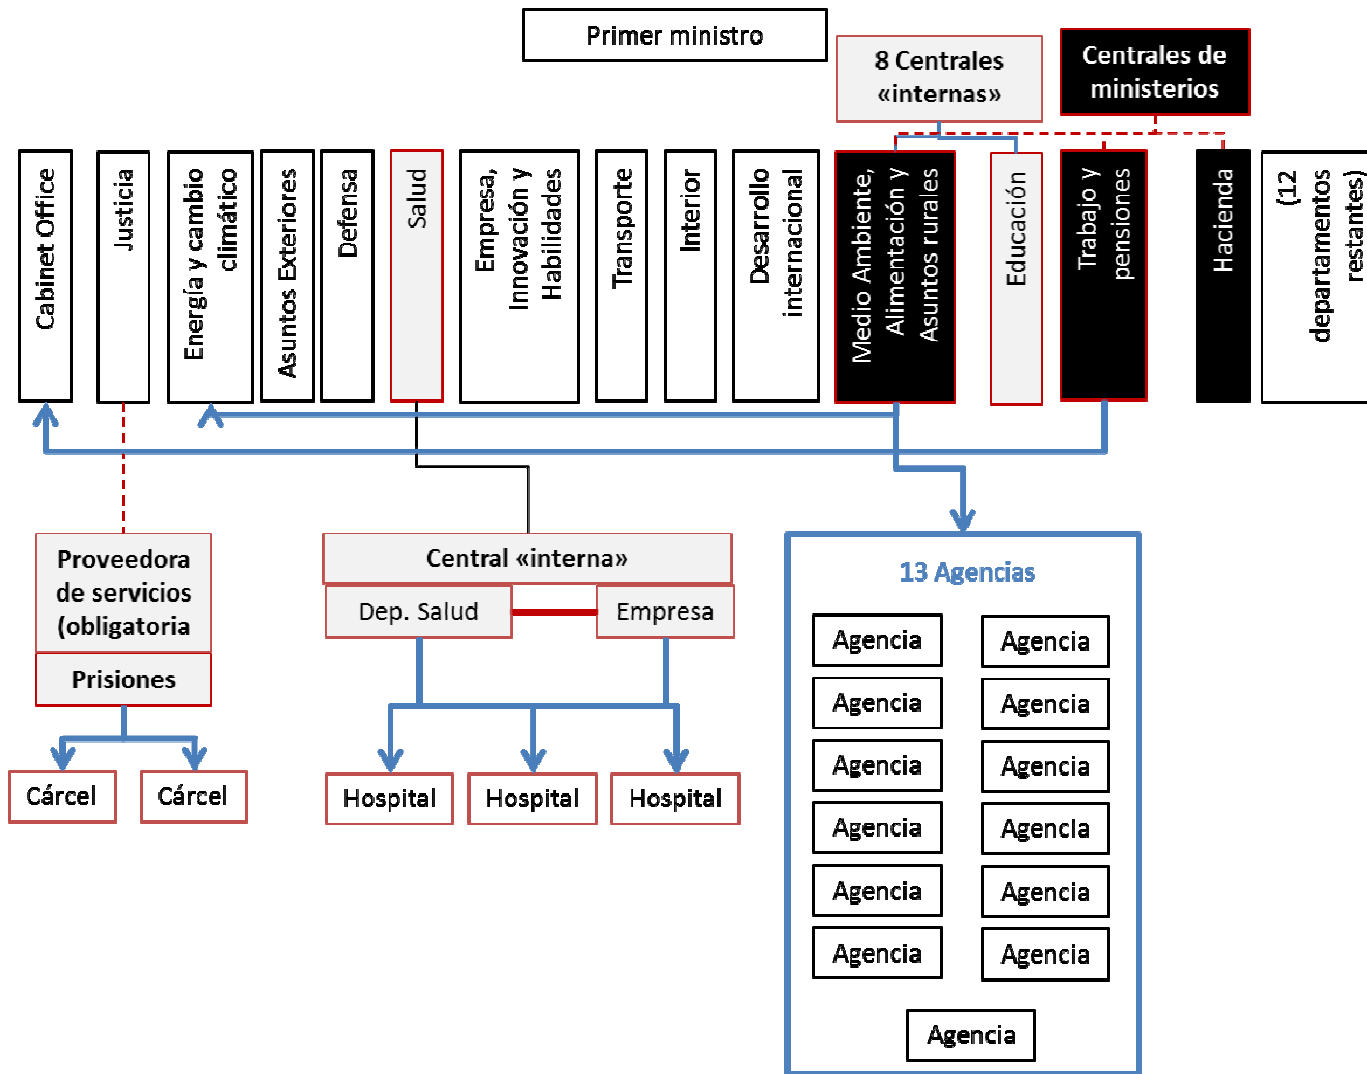 Primer ministro
8 Centrales
«internas»
Centrales de
ministerios
Cabinet Office
Justicia
Energía y cambio
climático
Asuntos Exteriores
Defensa
Salud
Empresa,
Innovación y
Habilidades
Transporte
Interior
Desarrollo
internacional
Medio Ambiente,
Alimentación y
Asuntos rurales
Educación
Trabajo y
pensiones
Hacienda
(12
departamentos
restantes
Proveedora
de servicios
(obligatoria
Prisiones
Cárcel
Cárcel
Central «interna»
Dep. Salud
Empresa
Hospital
Hospital
Hospital
13 Agencias
Agencia
Agencia
Agencia
Agencia
Agencia
Agencia
Agencia
Agencia
Agencia
Agencia
Agencia
Agencia
Agencia